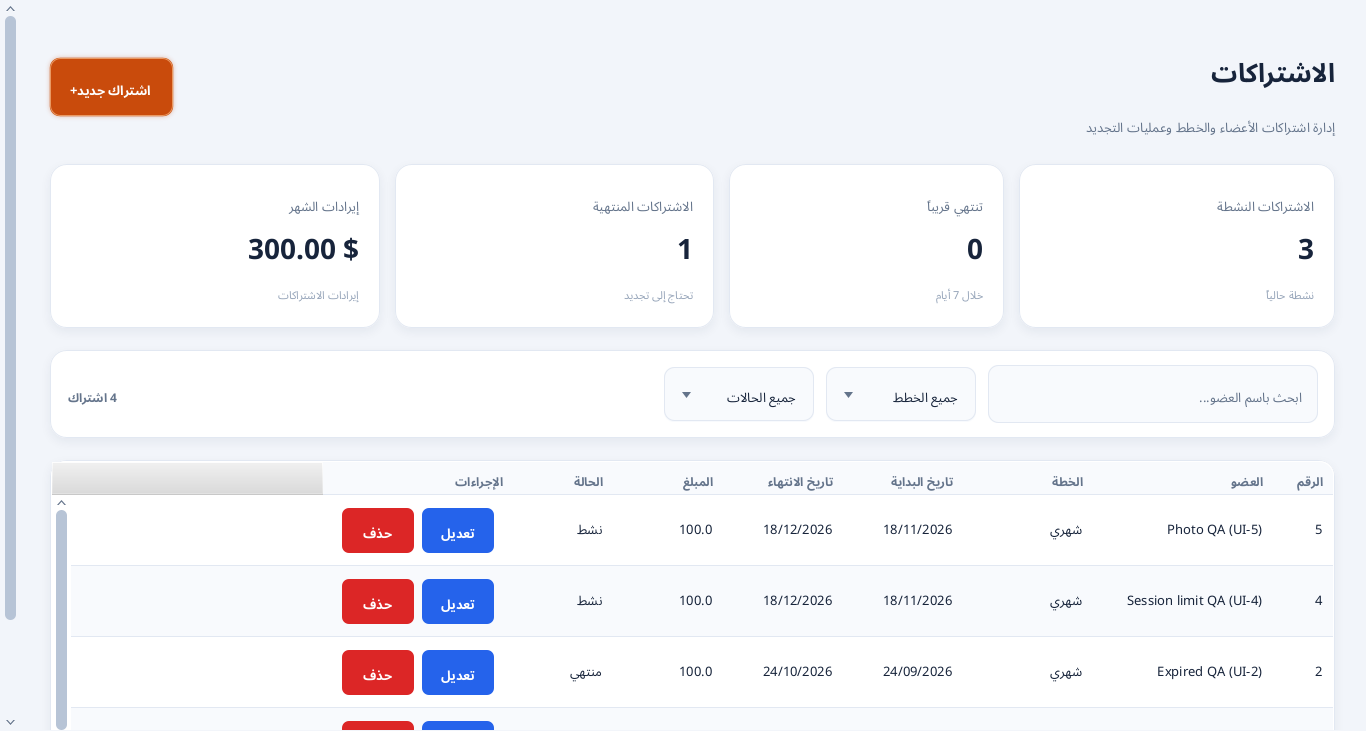 الاشتراكات
اشتراك جديد+
إدارة اشتراكات الأعضاء والخطط وعمليات التجديد
الاشتراكات النشطة
3
نشطة حالياً
تنتهي قريباً
0
خلال 7 أيام
الاشتراكات المنتهية
1
تحتاج إلى تجديد
إيرادات الشهر
300.00 $
إيرادات الاشتراكات
ابحث باسم العضو...
جميع الخطط
جميع الحالات
4 اشتراك
الرقم العضو الخطة تاريخ البداية تاريخ الانتهاء المبلغ الحالة الإجراءات
5 Photo QA (UI-5) شهري 18/11/2026 18/12/2026 100.0 نشط تعديل حذف
4 Session limit QA (UI-4) شهري 18/11/2026 18/12/2026 100.0 نشط تعديل حذف
2 Expired QA (UI-2) شهري 24/09/2026 24/10/2026 100.0 منتهي تعديل حذف